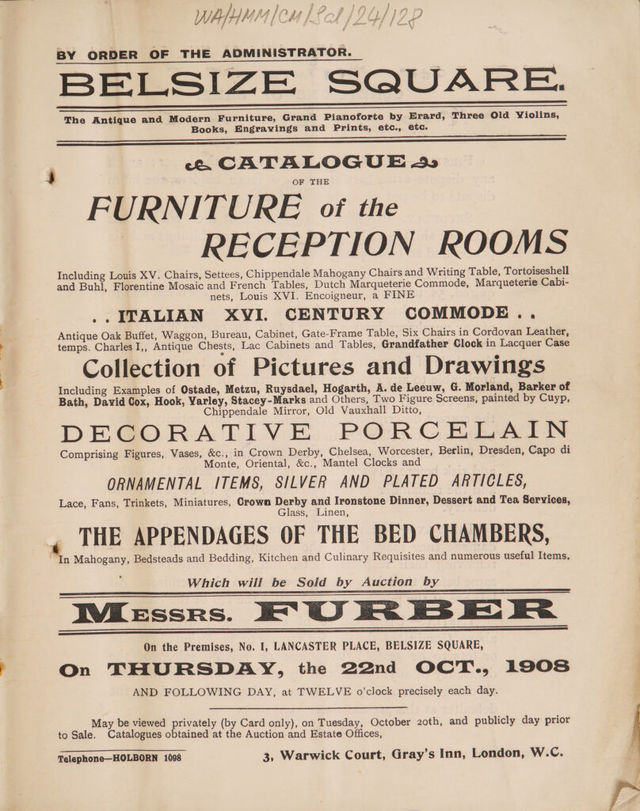 WA/HMM/CM/Sal/24/128
BY ORDER OF THE ADMINISTRATOR.
BELSIZE SQUARE.
The Antique and Modern Furniture, Grand Pianoforte by Erard, Three Old Violins,
Books, Engravings and Prints, etc., etc.
CATALOGUE
OF THE
FURNITURE of the
RECEPTION ROOMS
Including Louis XV. Chairs, Settees, Chippendale Mahogany Chairs and Writing Table, Tortoiseshell
and Buhl, Florentine Mosaic and French Tables, Dutch Marqueterie Commode, Marqueterie Cabi-
nets, Louis XVI. Encoigneur, a FINE
. . ITALIAN XVI. CENTURY COMMODE . .
Antique Oak Buffet, Waggon, Bureau, Cabinet, Gate-Frame Table, Six Chairs in Cordovan Leather,
temps. Charles I,, Antique Chests, Lac Cabinets and Tables, Grandfather Clock in Lacquer Case
Collection of Pictures and Drawings
Including Examples of Ostade, Metzu, Ruysdael, Hogarth, A. de Leeuw, G. Morland, Barker of
Bath, David Cox, Hook, Varley, Stacey-Marks and Others, Two Figure Screens, painted by Cuyp,
Chippendale Mirror, Old Vauxhall Ditto,
DECORATIVE PORCELAIN
Comprising Figures, Vases, &c., in Crown Derby, Chelsea, Worcester, Berlin, Dresden, Capo di
Monte, Oriental, &c., Mantel Clocks and
ORNAMENTAL ITEMS, SILVER AND PLATED ARTICLES,
Lace, Fans, Trinkets, Miniatures, Crown Derby and Ironstone Dinner, Dessert and Tea Services,
Glass, Linen,
THE APPENDAGES OF THE BED CHAMBERS,
In Mahogany, Bedsteads and Bedding, Kitchen and Culinary Requisites and numerous useful Items.
Which will be Sold by Auction by
MESSRS. FURBER
On the Premises, No. 1, LANCASTER PLACE, BELSIZE SQUARE,
On THURSDAY, the 22nd OCT., 1908
AND FOLLOWING DAY, at TWELVE o'clock precisely each day.
May be viewed privately (by Card only), on Tuesday, October 20th, and publicly day prior
to Sale. Catalogues obtained at the Auction and Estate Offices,
Telephone—HOLBORN 1098
3, Warwick Court, Gray's Inn, London, W.C.